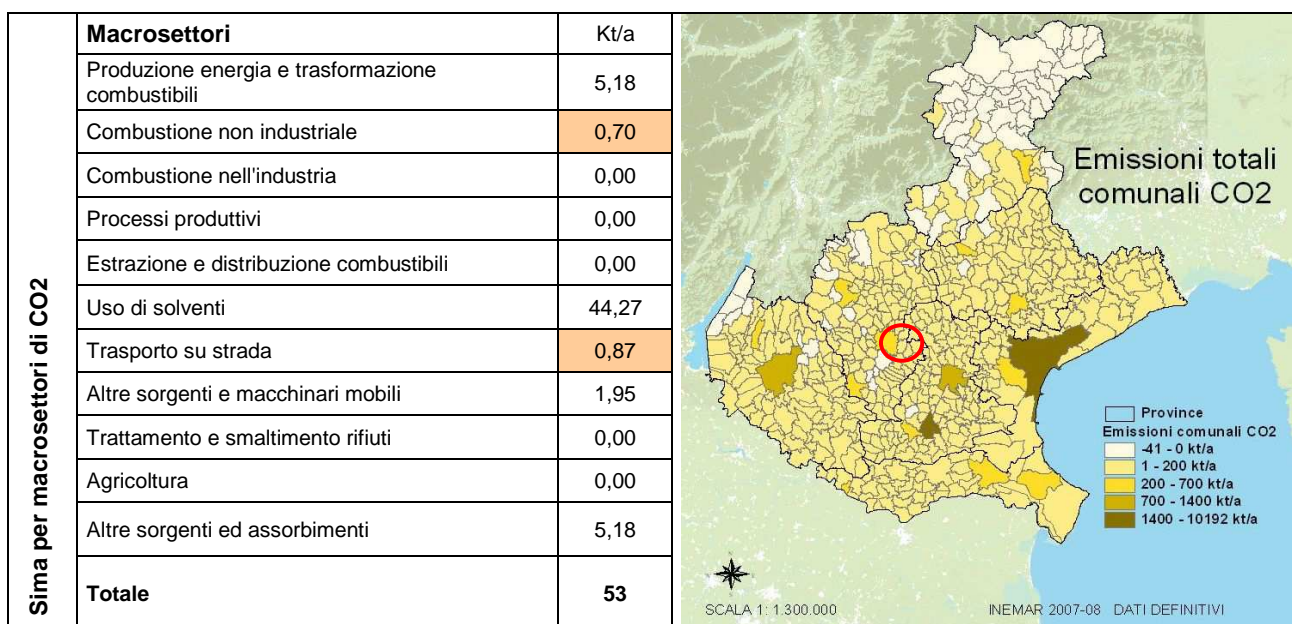 Sima per macrosettori di CO2
Macrosettori Kt/a
Produzione energia e trasformazione
combustibili 5,18
Combustione non industriale 0,70
Combustione nell'industria 0,00
Processi produttivi 0,00
Estrazione e distribuzione combustibili 0,00
Uso di solventi 44,27
Trasporto su strada 0,87
Altre sorgenti e macchinari mobili 1,95
Trattamento e smaltimento rifiuti 0,00
Agricoltura 0,00
Altre sorgenti ed assorbimenti 5,18
Totale 53
Emissioni totali
comunali CO2
Province
Emissioni comunali CO2
-41 - 0 kt/a
1 - 200 kt/a
200 - 700 kt/a
700 - 1400 kt/a
1400 - 10192 kt/a
SCALA 1: 1.300.000
INEMAR 2007-08 DATI DEFINITIVI